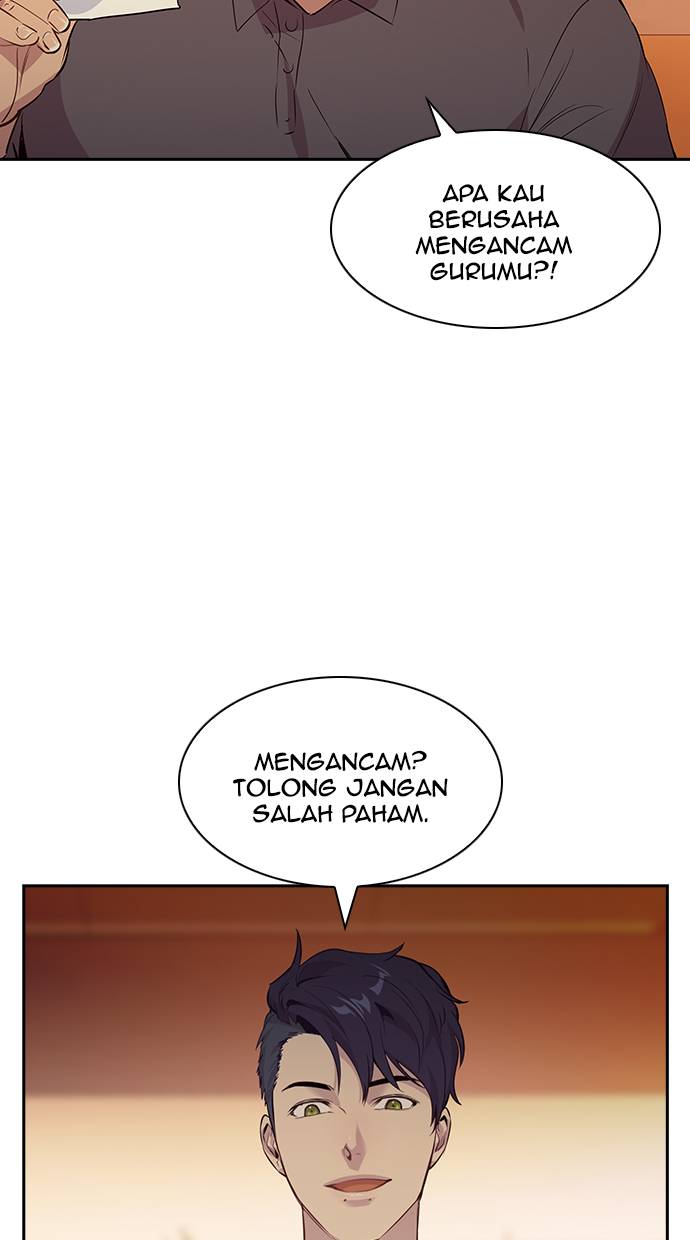 APA KAU
BERUSAHA
MENGANCAM
GURUMU?!
MENGANCAM?
TOLONG JANGAN
SALAH PAHAM.